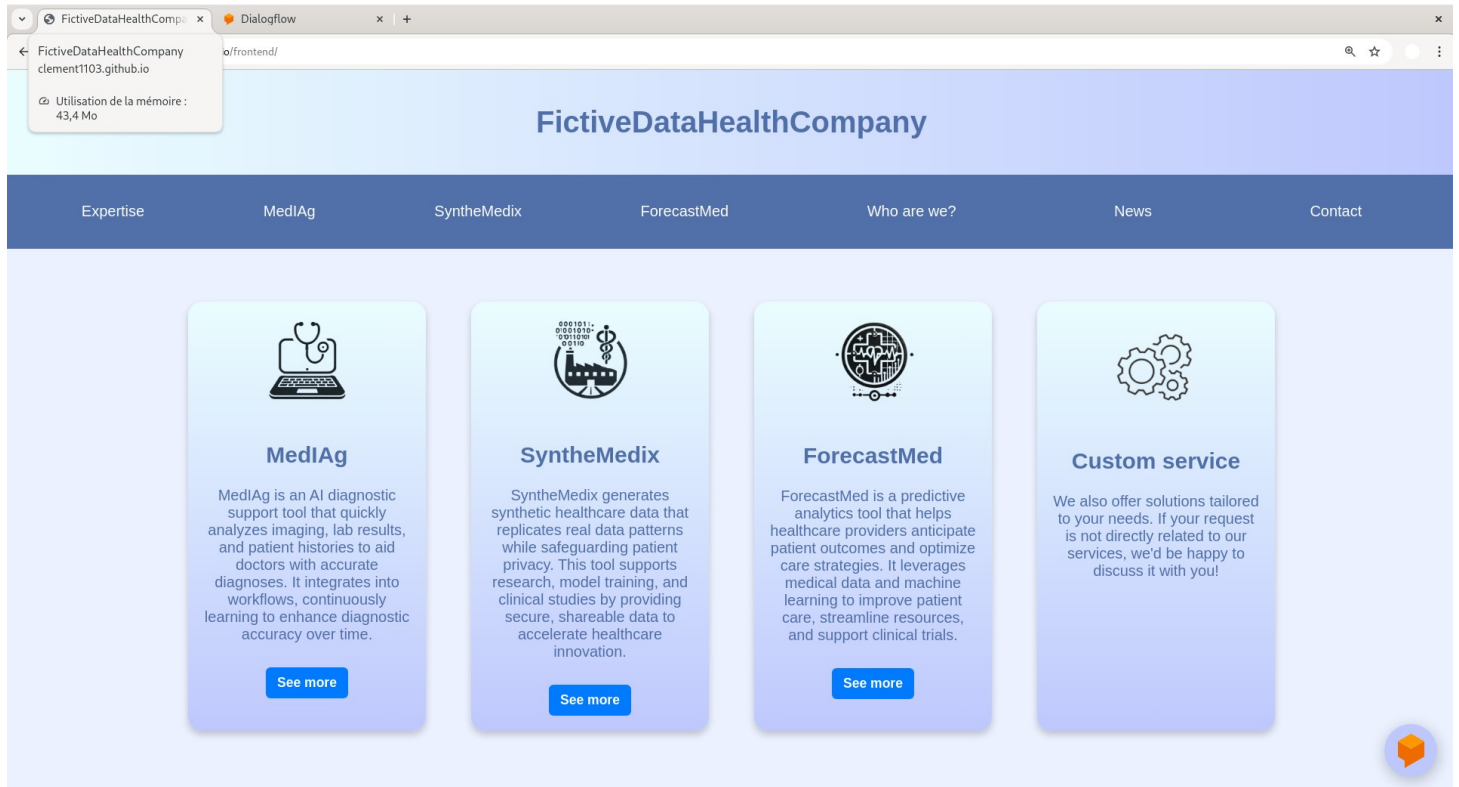 FictiveDataHealthCompa
Dialogflow
FictiveDataHealthCompany
clement1103.github.io
Utilisation de la mémoire :
43,4 Mo
o/frontend/
FictiveDataHealthCompany
Expertise MedIAg SyntheMedix ForecastMed Who are we? News Contact
MedIAg
MedIAg is an AI diagnostic
support tool that quickly
analyzes imaging, lab results,
and patient histories to aid
doctors with accurate
diagnoses. It integrates into
workflows, continuously
learning to enhance diagnostic
accuracy over time.
See more
SyntheMedix
SyntheMedix generates
synthetic healthcare data that
replicates real data patterns
while safeguarding patient
privacy. This tool supports
research, model training, and
clinical studies by providing
secure, shareable data to
accelerate healthcare
innovation.
See more
ForecastMed
ForecastMed is a predictive
analytics tool that helps
healthcare providers anticipate
patient outcomes and optimize
care strategies. It leverages
medical data and machine
learning to improve patient
care, streamline resources,
and support clinical trials.
See more
Custom service
We also offer solutions tailored
to your needs. If your request
is not directly related to our
services, we'd be happy to
discuss it with you!